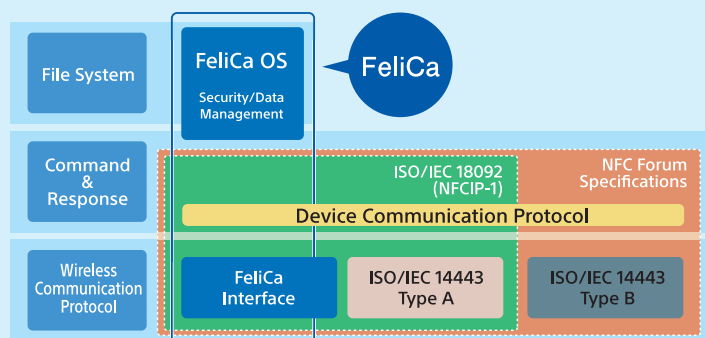 File System
FeliCa OS
Security/Data
Management
FeliCa
Command
&
Response
ISO/IEC 18092
(NFCIP-1)
NFC Forum
Specifications
Device Communication Protocol
Wireless
Communication
Protocol
FeliCa
Interface
ISO/IEC 14443
Type A
ISO/IEC 14443
Type B